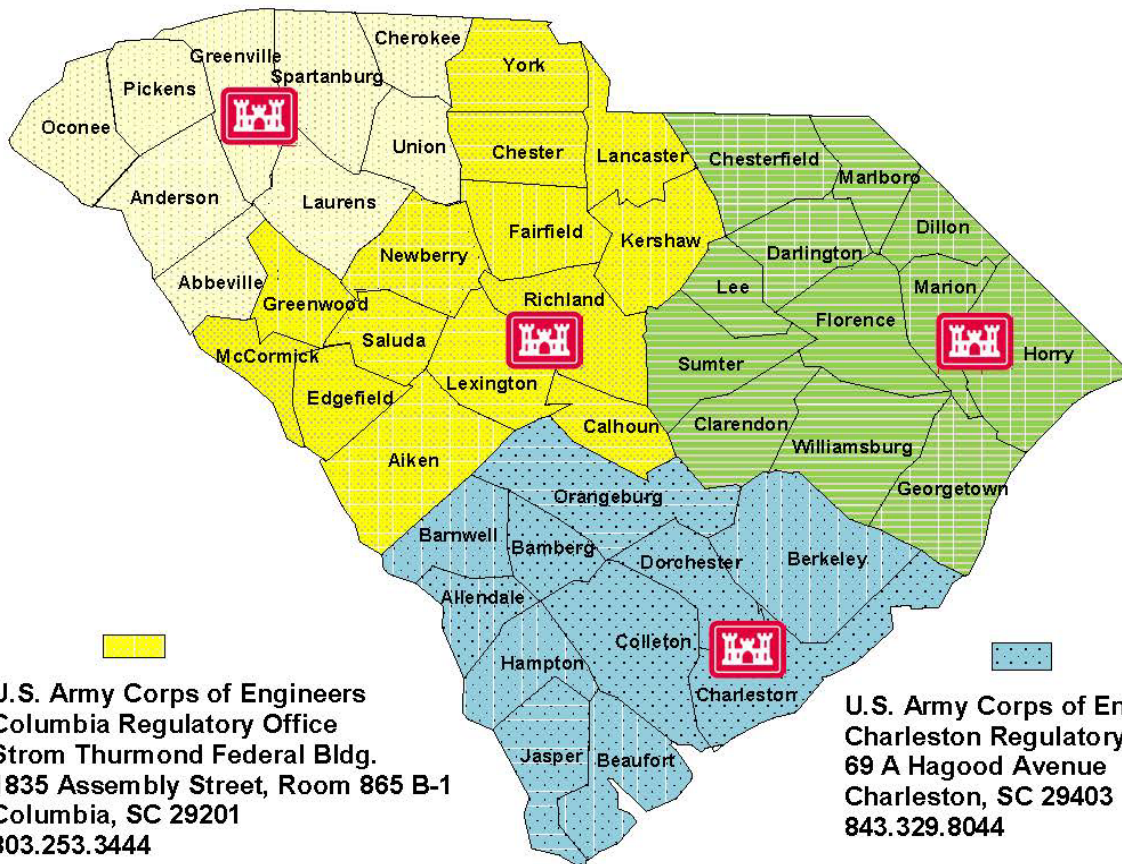 Cherokee
Greenville
York
Spartanburg
Pickens
Oconee
Union
Chester
Lancaster
Chesterfield
Marlboro
Anderson
Laurens
Dillon
Fairfield
Kershaw
Darlington
Newberry
Abbeville
Lee
Marion
Greenwood
Richland
Florence
Saluda
McCormick
Horry
Sumter
Lexington
Edgefield
Calhoun
Clarendon
Williamsburg
Aiken
Georgetown
Orangeburg
Barnwell
Bamberg
Dorchester
Berkeley
Allendale
Colleton
Hampton
Charleston
Jasper
Beaufort
U.S. Army Corps of Engineers
Columbia Regulatory Office
Strom Thurmond Federal Bldg.
1835 Assembly Street, Room 865 B-1
Columbia, SC 29201
803.253.3444
U.S. Army Corps of En
Charleston Regulatory
69 A Hagood Avenue
Charleston, SC 29403
843.329.8044